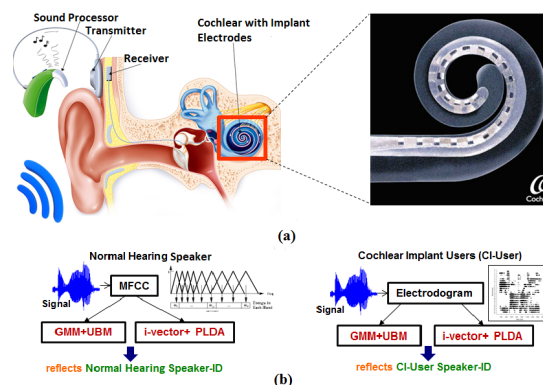 Sound Processor
Transmitter
Receiver
Cochlear with Implant
Electrodes
(a)
Normal Hearing Speaker
Signal
MFCC
GMM+UBM
i-vector+ PLDA
reflects Normal Hearing Speaker-ID
Cochlear Implant Users (CI-User)
Signal
Electrodogram
GMM+UBM
i-vector+ PLDA
reflects CI-User Speaker-ID
(b)